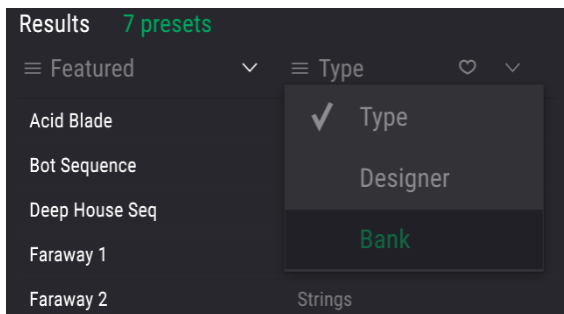 Results 7 presets
Featured Type
Acid Blade Type
Bot Sequence Designer
Deep House Seq
Bank
Faraway 1
Faraway 2 Strings